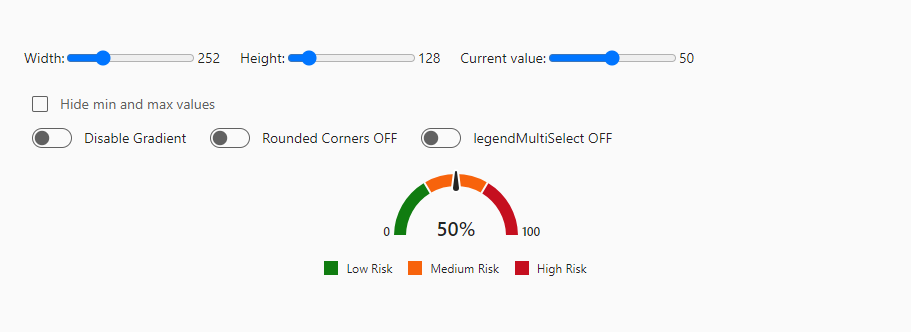 Width: 252 Height: 128 Current value: 50
Hide min and max values
Disable Gradient Rounded Corners OFF legendMultiSelect OFF
0 50% 100
Low Risk Medium Risk High Risk